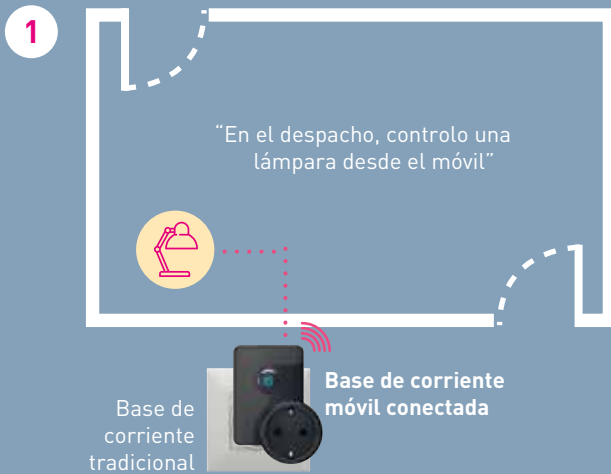 1
“En el despacho, controlo una
lámpara desde el móvil”
Base de corriente
móvil conectada
Base de
corriente
tradicional